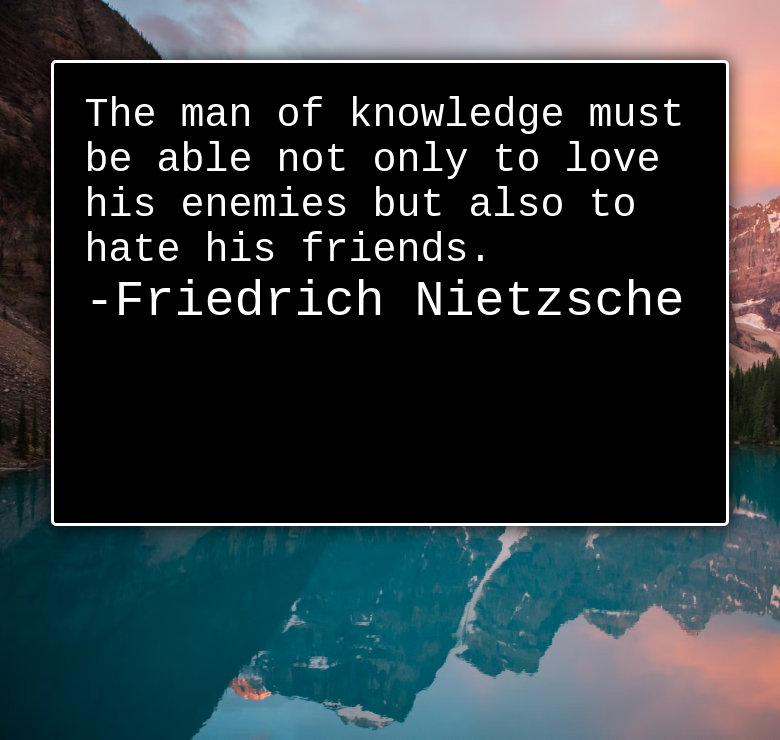 The man of knowledge must
be able not only to love
his enemies but also to
hate his friends.
-Friedrich Nietzsche